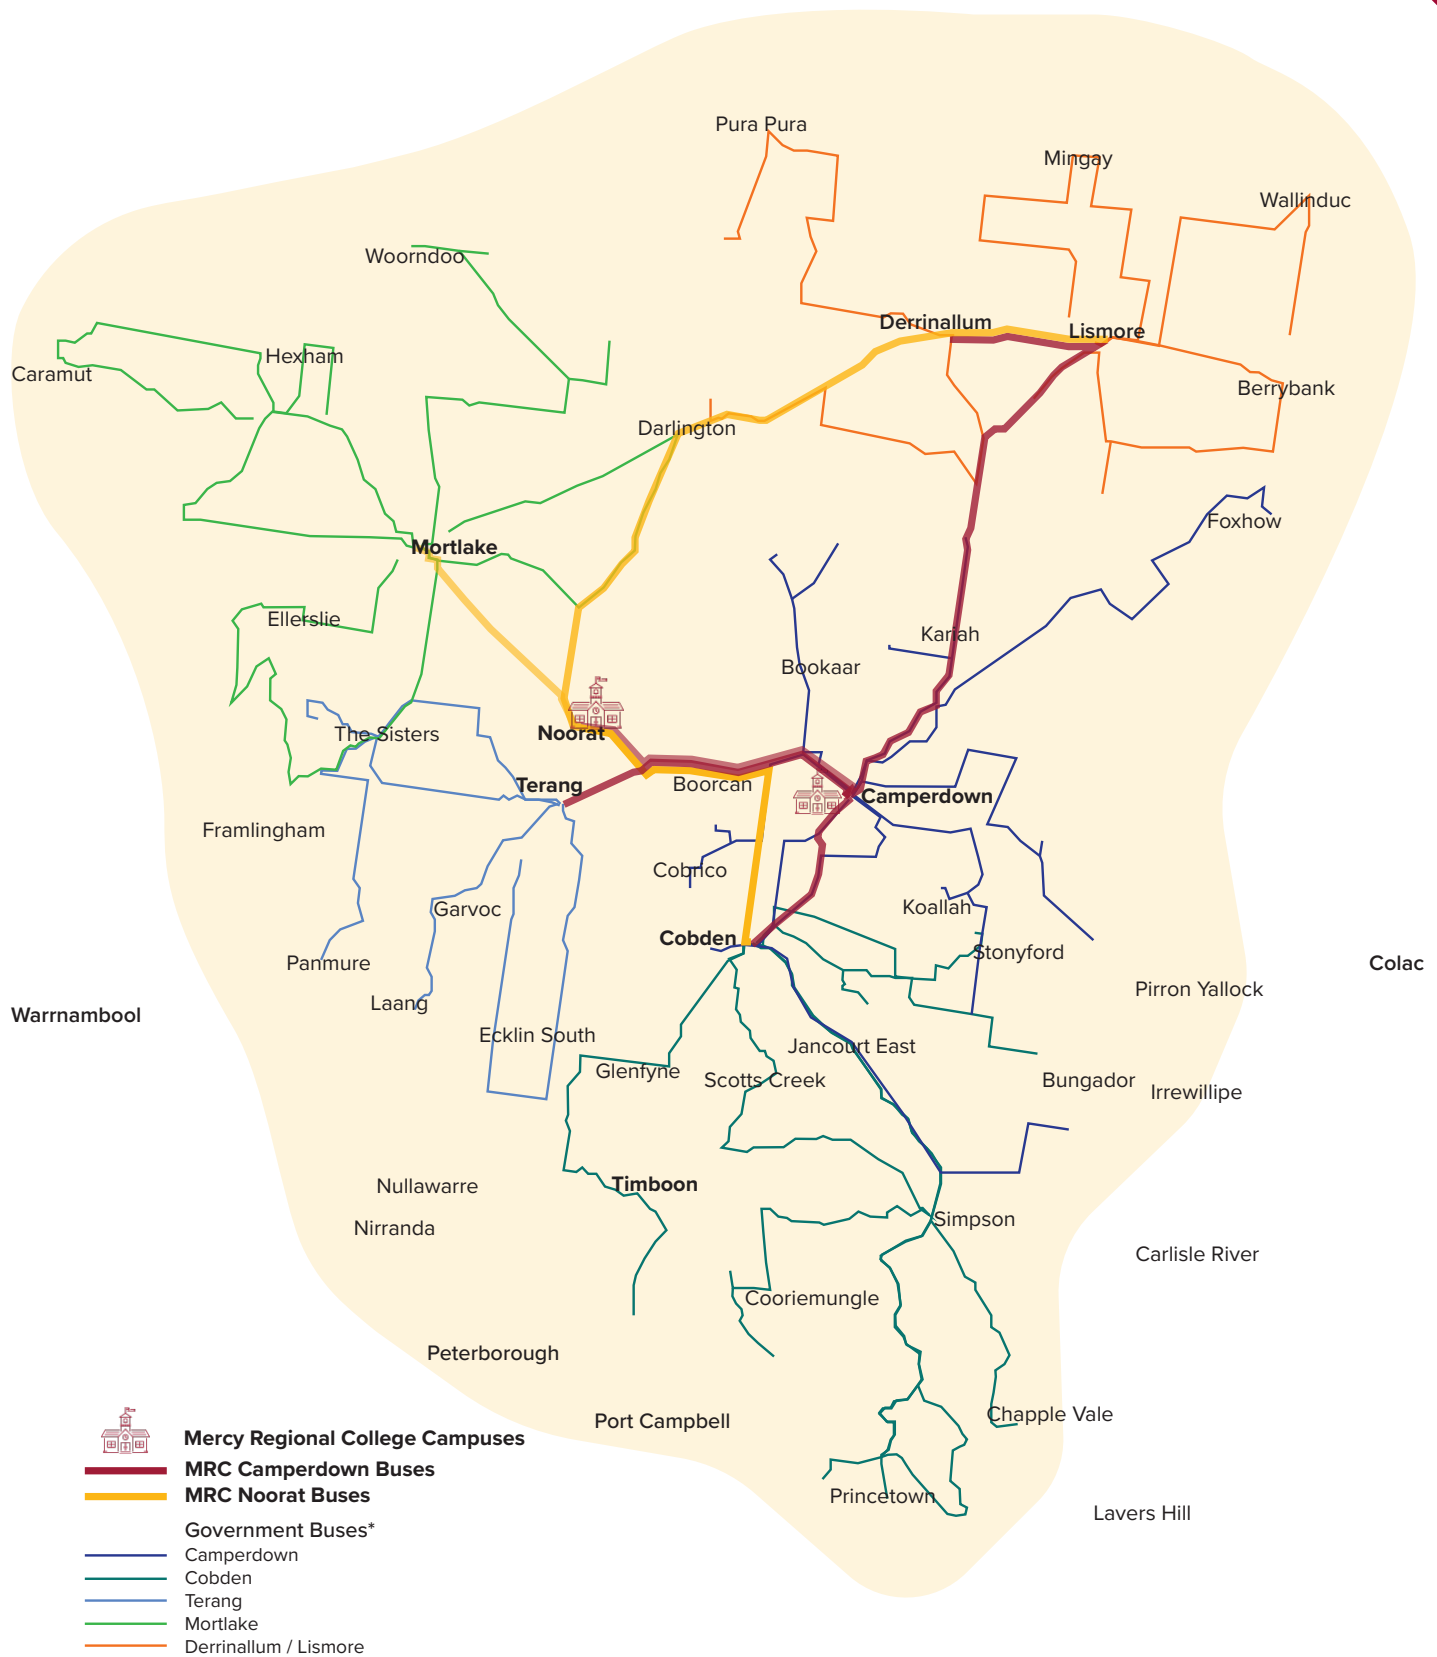 Pura Pura
Mingay
Wallinduc
Woorndoo
Derrinallum
Lismore
Hexham
Caramut
Berrybank
Darlington
Foxhow
Mortlake
Ellerslie
Kariah
Bookaar
The Sisters
Noorat
Terang
Boorcan
Camperdown
Framlingham
Cobrico
Garvoc
Koallah
Cobden
Stonyford
Panmure
Colac
Laang
Pirron Yallock
Warrnambool
Ecklin South
Jancourt East
Glenfyne
Scotts Creek
Bungador
Irrewillipe
Nullawarre
Timboon
Nirranda
Simpson
Carlisle River
Cooriemungle
Peterborough
Port Campbell
Chapple Vale
Princetown
Lavers Hill
Mercy Regional College Campuses
MRC Camperdown Buses
MRC Noorat Buses
Government Buses*
Camperdown
Cobden
Terang
Mortlake
Derrinallum / Lismore